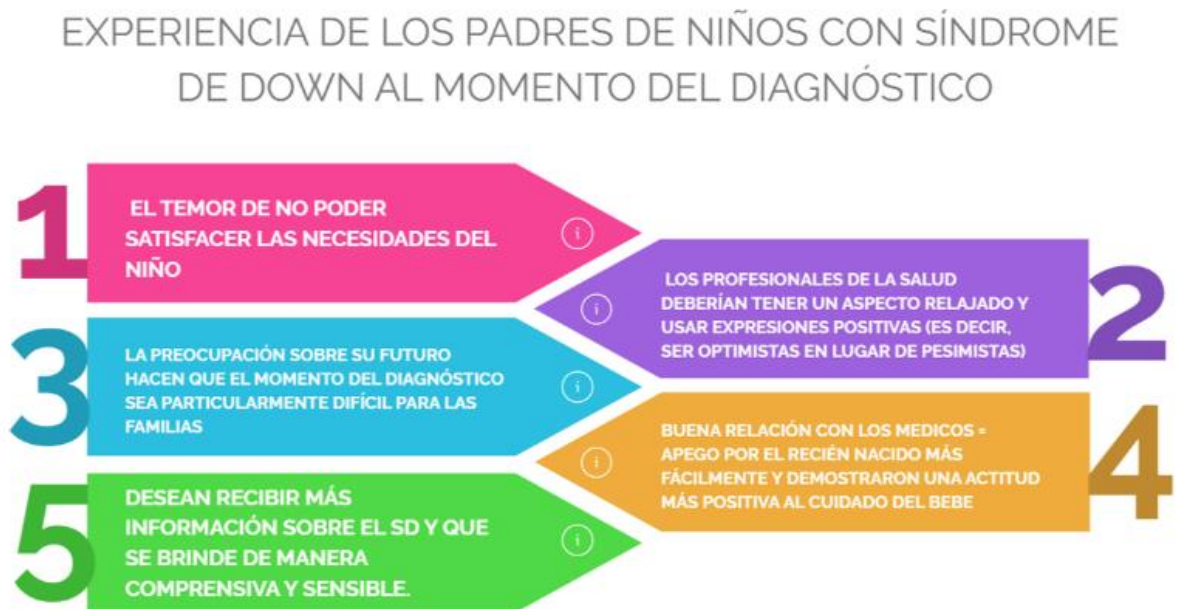 EXPERIENCIA DE LOS PADRES DE NIÑOS CON SÍNDROME
DE DOWN AL MOMENTO DEL DIAGNÓSTICO
1
EL TEMOR DE NO PODER
SATISFACER LAS NECESIDADES DEL
NIÑO
i
2
LOS PROFESIONALES DE LA SALUD
DEBERÍAN TENER UN ASPECTO RELAJADO Y
USAR EXPRESIONES POSITIVAS (ES DECIR,
SER OPTIMISTAS EN LUGAR DE PESIMISTAS)
i
3
LA PREOCUPACIÓN SOBRE SU FUTURO
HACEN QUE EL MOMENTO DEL DIAGNÓSTICO
SEA PARTICULARMENTE DIFÍCIL PARA LAS
FAMILIAS
i
4
BUENA RELACIÓN CON LOS MEDICOS =
APEGO POR EL RECIÉN NACIDO MÁS
FÁCILMENTE Y DEMOSTRARON UNA ACTITUD
MÁS POSITIVA AL CUIDADO DEL BEBE
i
5
DESEAN RECIBIR MÁS
INFORMACIÓN SOBRE EL SD Y QUE
SE BRINDE DE MANERA
COMPRENSIVA Y SENSIBLE.
i